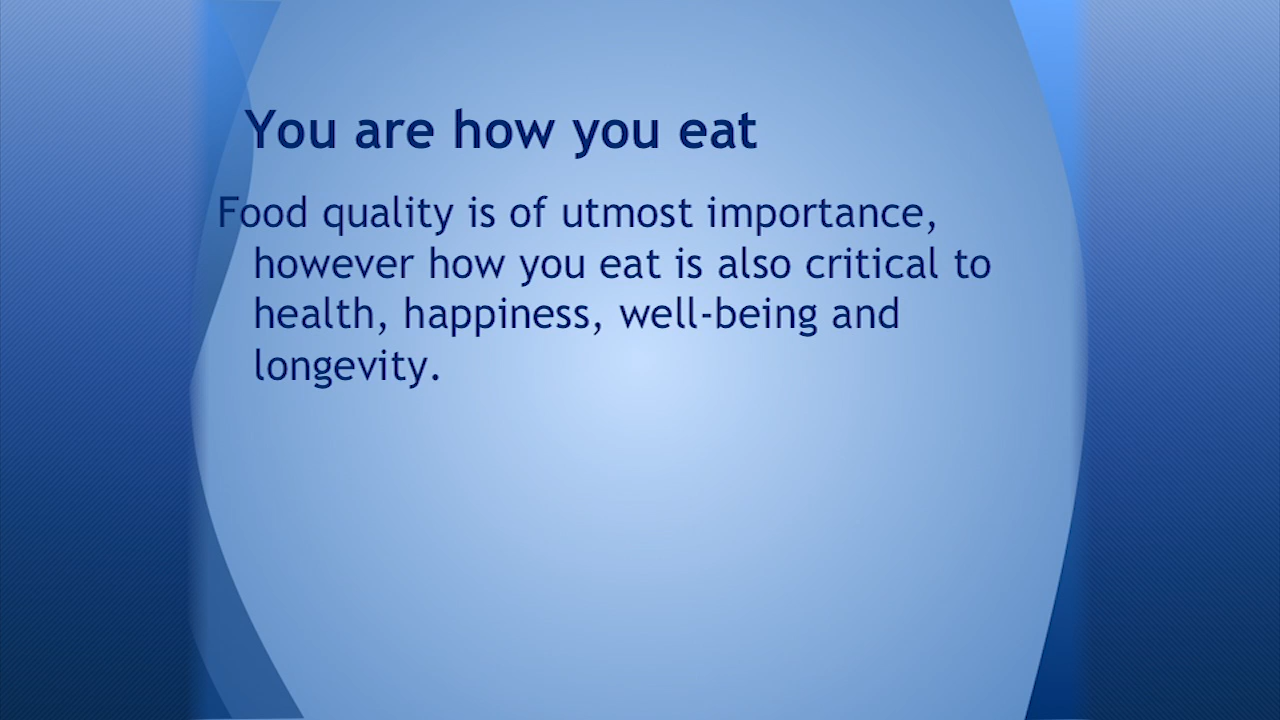 You are how you eat
Food quality is of utmost importance,
however how you eat is also critical to
health, happiness, well-being and
longevity.